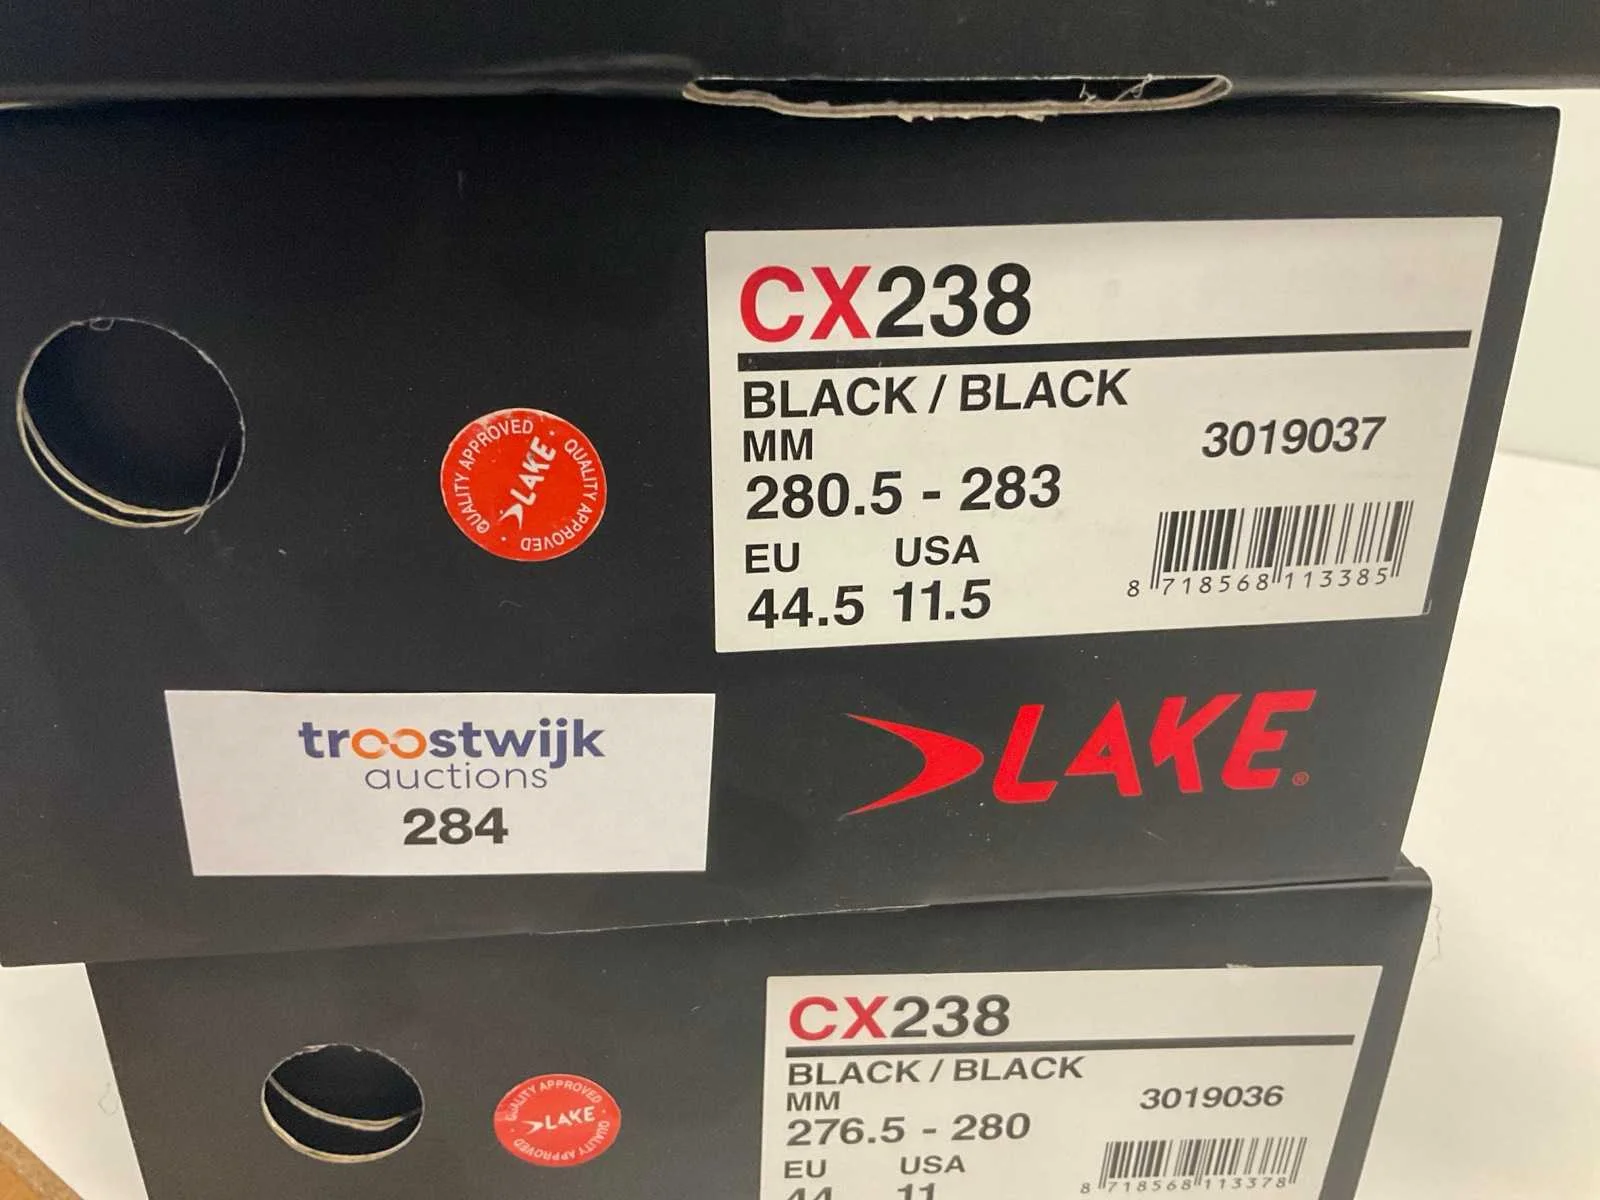 CX238
BLACK / BLACK
MM
3019037
280.5 - 283
EU USA
44.5 11.5
8 718568 113385
QUALITY APPROVED · QUALITY APPROVED ·
LAKE
troostwijk
auctions
284
LAKE®
CX238
BLACK / BLACK
MM
3019036
276.5 - 280
EU USA
44 11
8 718568 113378
QUALITY APPROVED · QUALITY APPROVED ·
LAKE